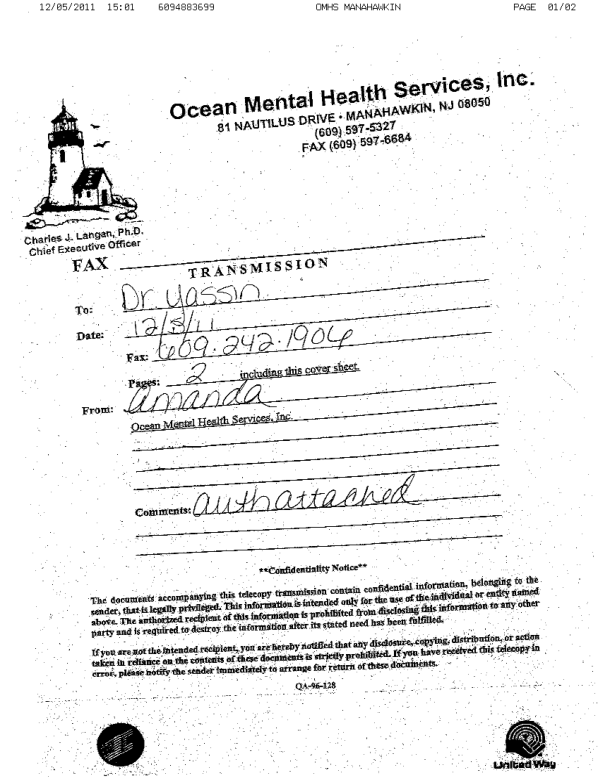 12/05/2011 15:01 6094883699 OMHS MANAHAWKIN PAGE 01/02
Ocean Mental Health Services, Inc.
81 NAUTILUS DRIVE • MANAHAWKIN, NJ 08050
(609) 597-5327
FAX (609) 597-6684
Charles J. Langan, Ph.D.
Chief Executive Officer
FAX TRANSMISSION
To: Dr. Yassin
Date: 12/5/11
Fax: 609.242.1906
Pages: 2 including this cover sheet.
From: Amanda
Ocean Mental Health Services, Inc.
Comments: auth attached
**Confidentiality Notice**
The documents accompanying this telecopy transmission contain confidential information, belonging to the
sender, that is legally privileged. This information is intended only for the use of the individual or entity named
above. The authorized recipient of this information is prohibited from disclosing this information to any other
party and is required to destroy the information after its stated need has been fulfilled.
If you are not the intended recipient, you are hereby notified that any disclosure, copying, distribution, or action
taken in reliance on the contents of these documents is strictly prohibited. If you have received this telecopy in
error, please notify the sender immediately to arrange for return of these documents.
QA-96-128
United Way